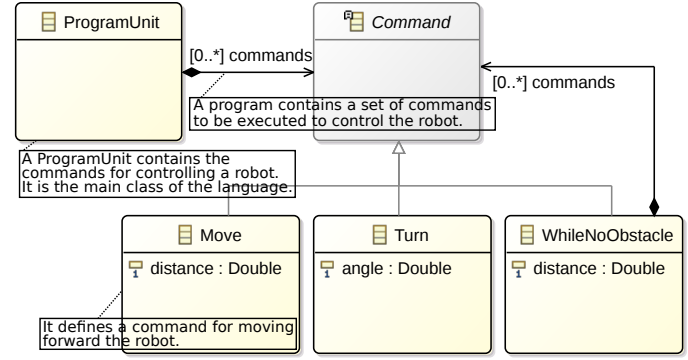 ProgramUnit
Command
[0..*] commands
[0..*] commands
A program contains a set of commands
to be executed to control the robot.
A ProgramUnit contains the
commands for controlling a robot.
It is the main class of the language.
Move
Turn
WhileNoObstacle
distance : Double
angle : Double
distance : Double
It defines a command for moving
forward the robot.